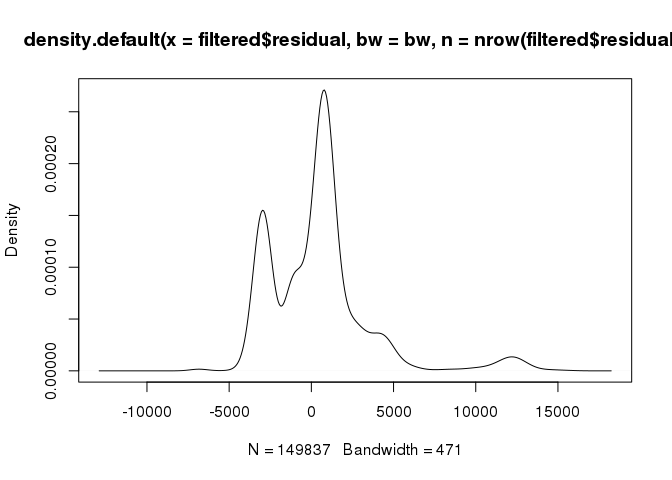 density.default(x = filtered$residual, bw = bw, n = nrow(filtered$residual
Density
0.00020
0.00010
0.00000
-10000 -5000 0 5000 10000 15000
N = 149837 Bandwidth = 471